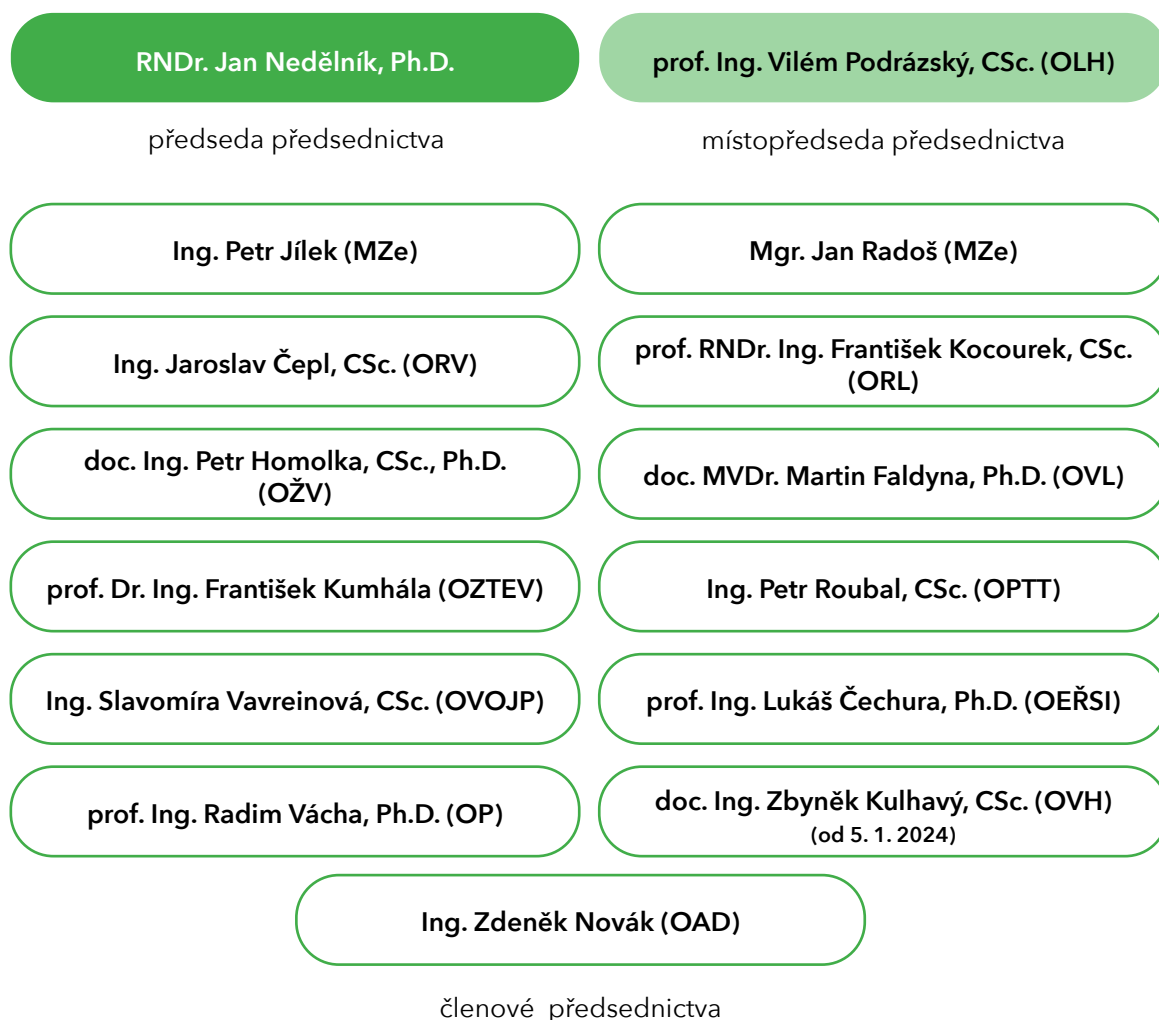 RNDr. Jan Nedělník, Ph.D.
prof. Ing. Vilém Podrázský, CSc. (OLH)
předseda předsednictva
místopředseda předsednictva
Ing. Petr Jílek (MZe)
Mgr. Jan Radoš (MZe)
Ing. Jaroslav Čepl, CSc. (ORV)
prof. RNDr. Ing. František Kocourek, CSc.
(ORL)
doc. Ing. Petr Homolka, CSc., Ph.D.
(OŽV)
doc. MVDr. Martin Faldyna, Ph.D. (OVL)
prof. Dr. Ing. František Kumhála (OZTEV)
Ing. Petr Roubal, CSc. (OPTT)
Ing. Slavomíra Vavreinová, CSc. (OVOJP)
prof. Ing. Lukáš Čechura, Ph.D. (OEŘSI)
prof. Ing. Radim Vácha, Ph.D. (OP)
doc. Ing. Zbyněk Kulhavý, CSc. (OVH)
(od 5. 1. 2024)
Ing. Zdeněk Novák (OAD)
členové předsednictva